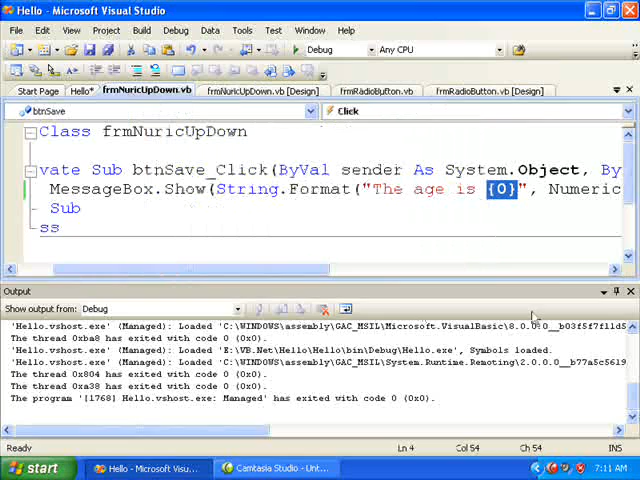 Hello - Microsoft Visual Studio
File Edit View Project Build Debug Data Tools Test Window Help
Debug Any CPU
Start Page Hello* frmNuricUpDown.vb frmNuricUpDown.vb [Design] frmRadioButton.vb frmRadioButton.vb [Design]
btnSave Click
Class frmNuricUpDown
vate Sub btnSave_Click(ByVal sender As System.Object, By
MessageBox.Show(String.Format("The age is {0}", Numeric
Sub
ss
Output
Show output from: Debug
'Hello.vshost.exe' (Managed): Loaded 'C:\WINDOWS\assembly\GAC_MSIL\Microsoft.VisualBasic\8.0.0.0__b03f5f7f11d5
The thread 0xba8 has exited with code 0 (0x0).
'Hello.vshost.exe' (Managed): Loaded 'E:\VB.Net\Hello\Hello\bin\Debug\Hello.exe', Symbols loaded.
'Hello.vshost.exe' (Managed): Loaded 'C:\WINDOWS\assembly\GAC_MSIL\System.Runtime.Remoting\2.0.0.0__b77a5c5619
The thread 0x804 has exited with code 0 (0x0).
The thread 0xa38 has exited with code 0 (0x0).
The program '[1768] Hello.vshost.exe: Managed' has exited with code 0 (0x0).
Ready Ln 4 Col 54 Ch 54 INS
start Hello - Microsoft Visu... Camtasia Studio - Unt... 7:11 AM